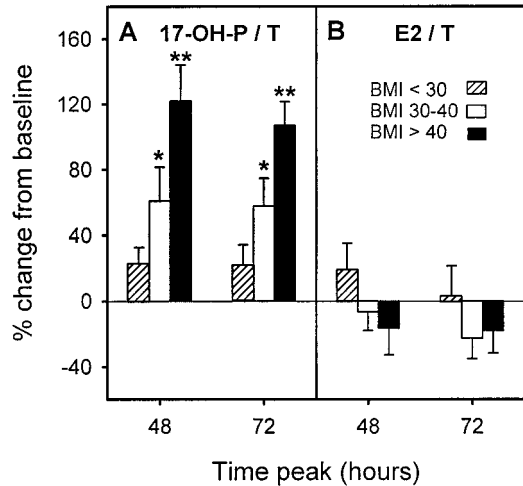 A 17-OH-P / T
B E2 / T
160
120
80
40
0
-40
% change from baseline
** 
**
*
*
BMI < 30
BMI 30-40
BMI > 40
48
72
48
72
Time peak (hours)